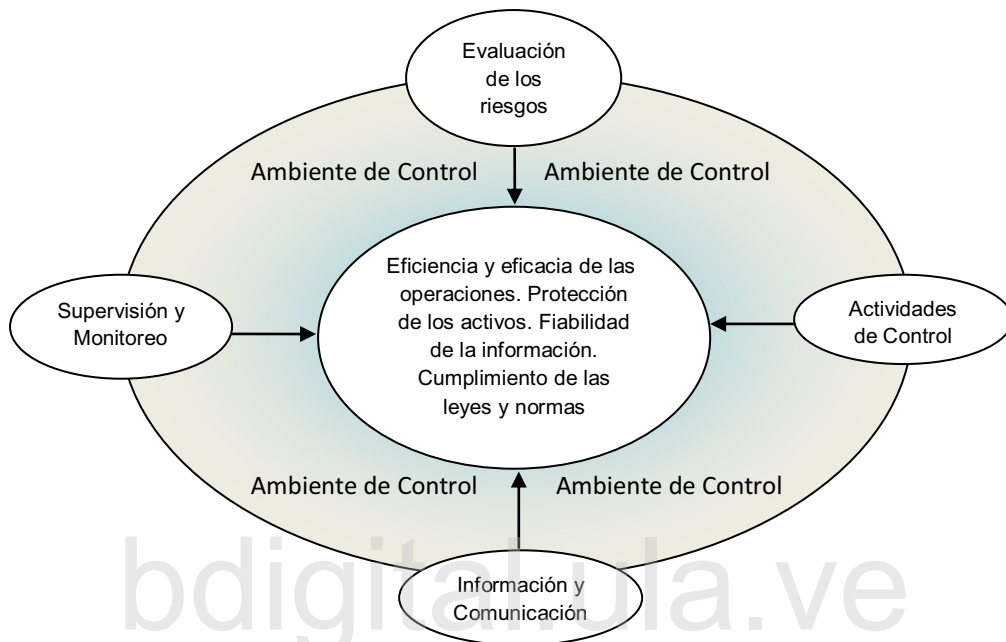 Evaluación
de los
riesgos
Ambiente de Control
Ambiente de Control
Eficiencia y eficacia de las
operaciones. Protección
de los activos. Fiabilidad
de la información.
Cumplimiento de las
leyes y normas
Supervisión y
Monitoreo
Actividades
de Control
Ambiente de Control
Ambiente de Control
Información y
Comunicación
bdigital.ula.ve